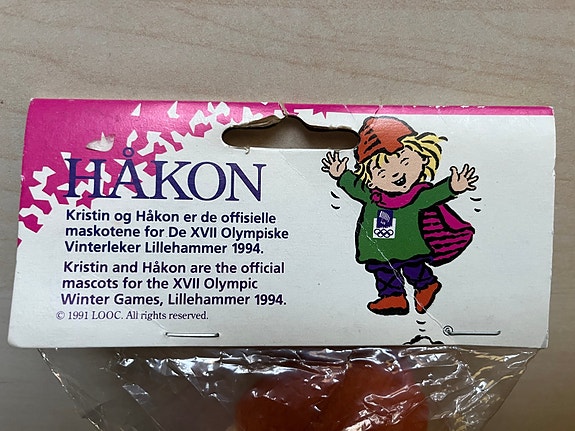 HÅKON
Kristin og Håkon er de offisielle
maskotene for De XVII Olympiske
Vinterleker Lillehammer 1994.
Kristin and Håkon are the official
mascots for the XVII Olympic
Winter Games, Lillehammer 1994.
© 1991 LOOC. All rights reserved.